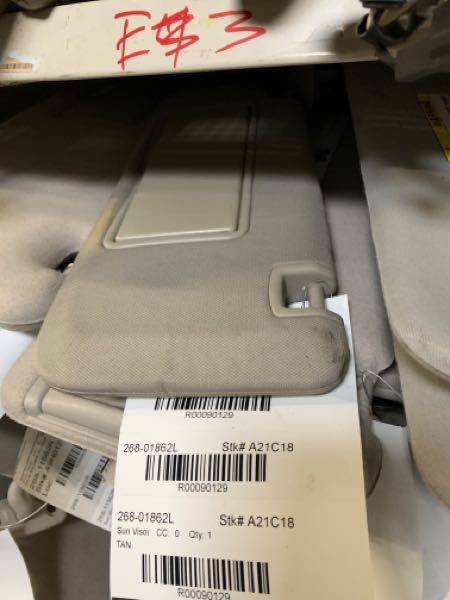 E#3
R00090129
268-01862L Stk# A21C18
R00090129
268-01862L Stk# A21C18
Sun Visor CC: 0 Qty: 1
TAN
R00090129